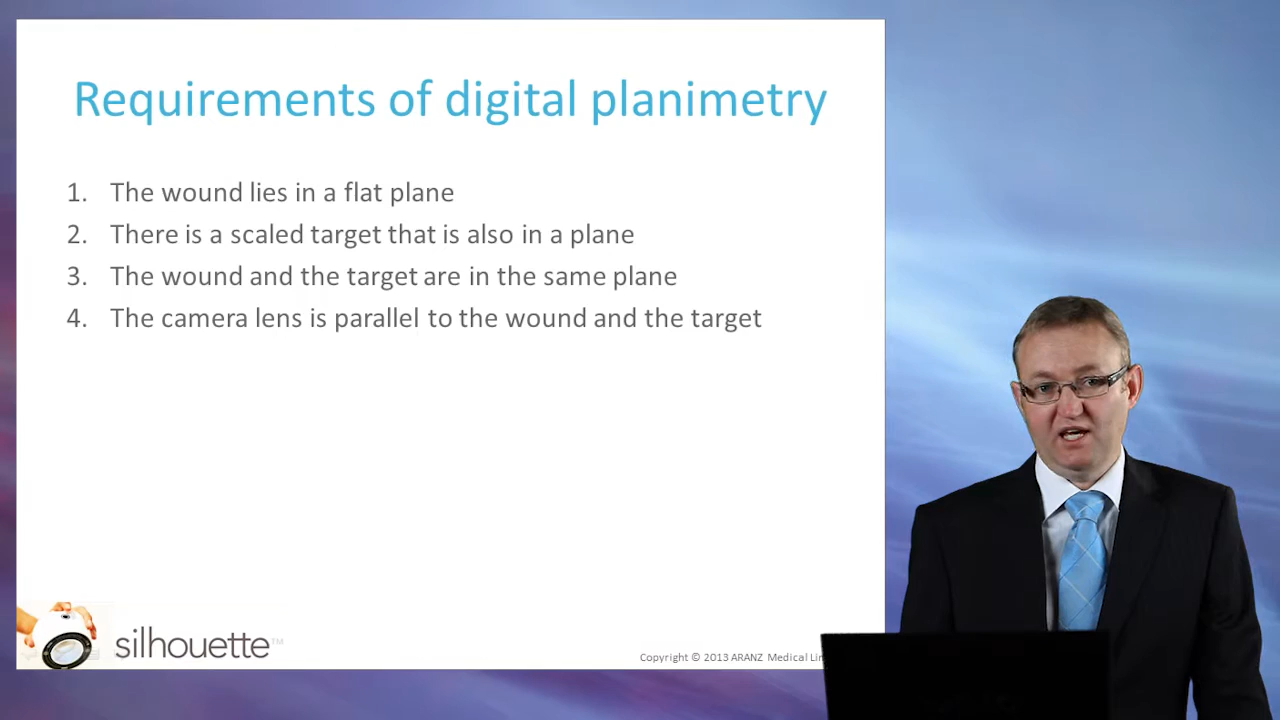 Requirements of digital planimetry
1. The wound lies in a flat plane
2. There is a scaled target that is also in a plane
3. The wound and the target are in the same plane
4. The camera lens is parallel to the wound and the target
silhouette™
Copyright © 2013 ARANZ Medical